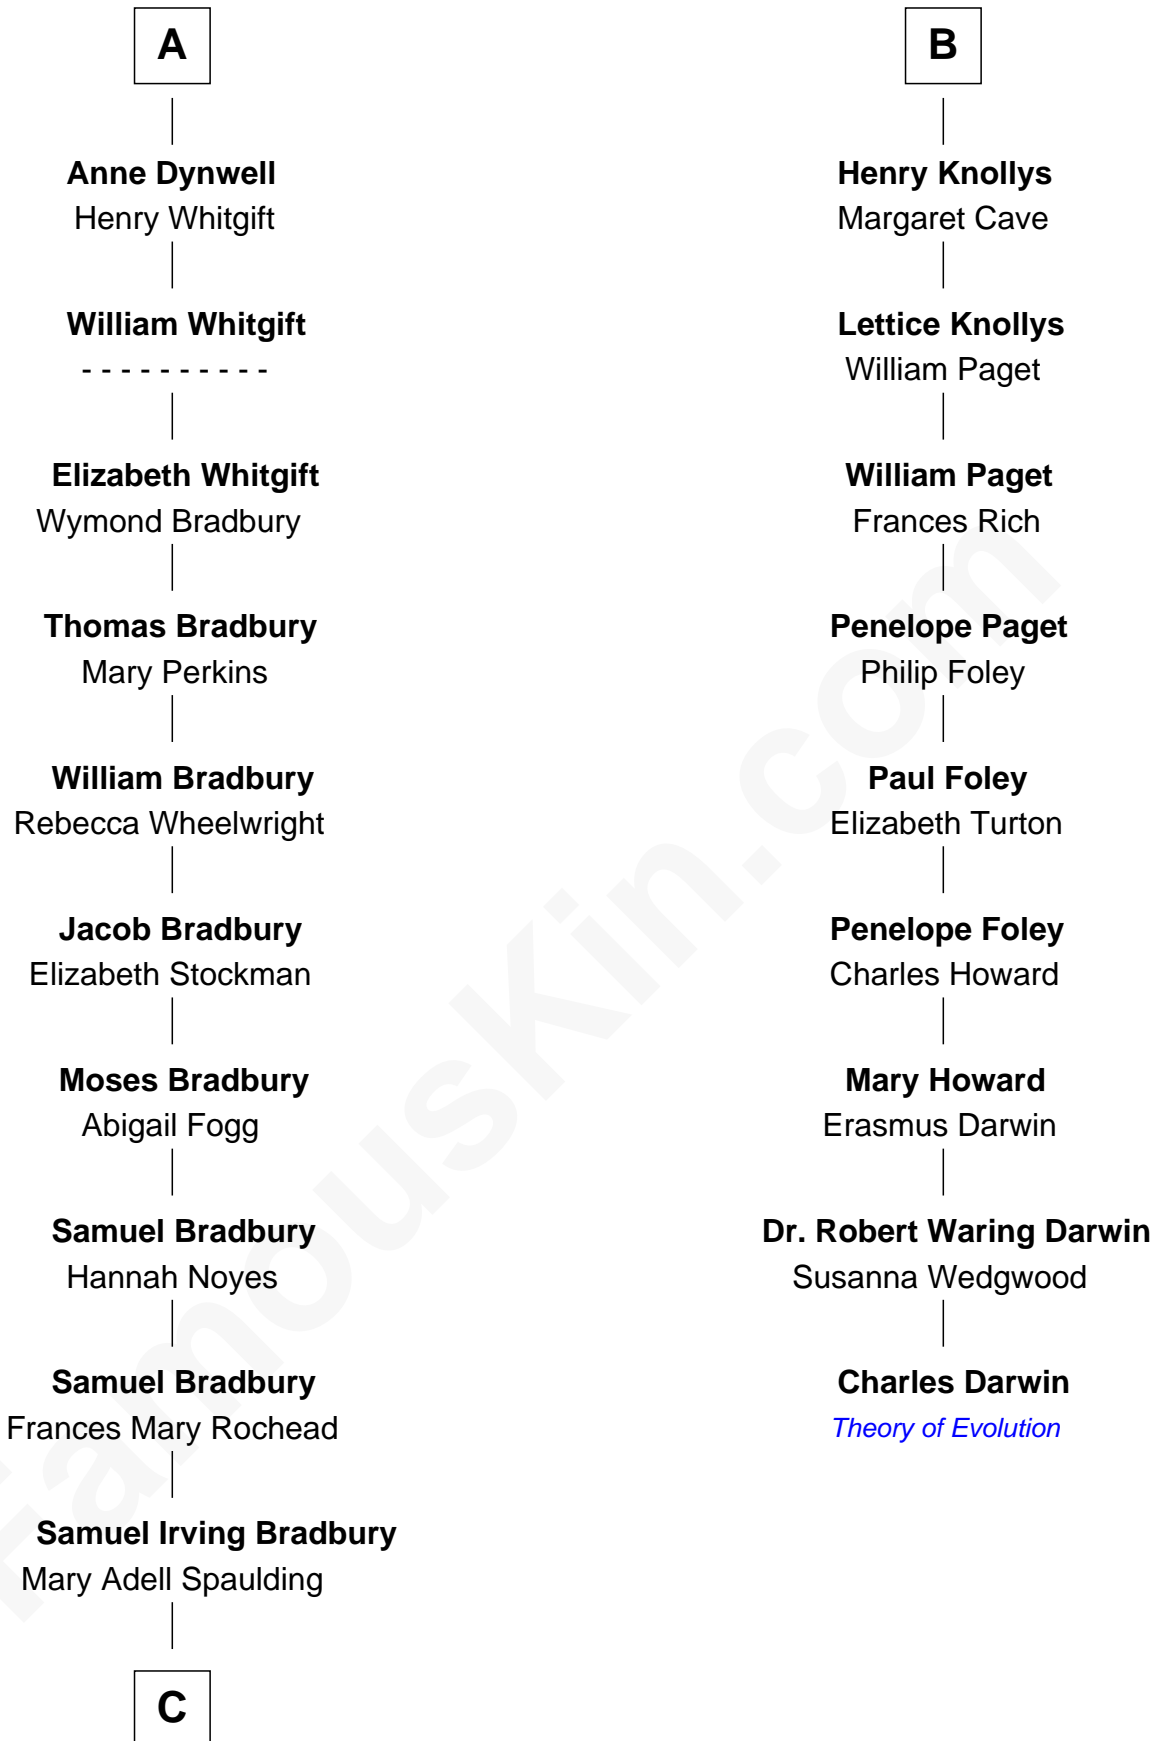 A
Anne Dynwell
Henry Whitgift
William Whitgift
- - - - - - - - - -
Elizabeth Whitgift
Wymond Bradbury
Thomas Bradbury
Mary Perkins
William Bradbury
Rebecca Wheelwright
Jacob Bradbury
Elizabeth Stockman
Moses Bradbury
Abigail Fogg
Samuel Bradbury
Hannah Noyes
Samuel Bradbury
Frances Mary Rochead
Samuel Irving Bradbury
Mary Adell Spaulding
C
B
Henry Knollys
Margaret Cave
Lettice Knollys
William Paget
William Paget
Frances Rich
Penelope Paget
Philip Foley
Paul Foley
Elizabeth Turton
Penelope Foley
Charles Howard
Mary Howard
Erasmus Darwin
Dr. Robert Waring Darwin
Susanna Wedgwood
Charles Darwin
Theory of Evolution
FamousKin.com